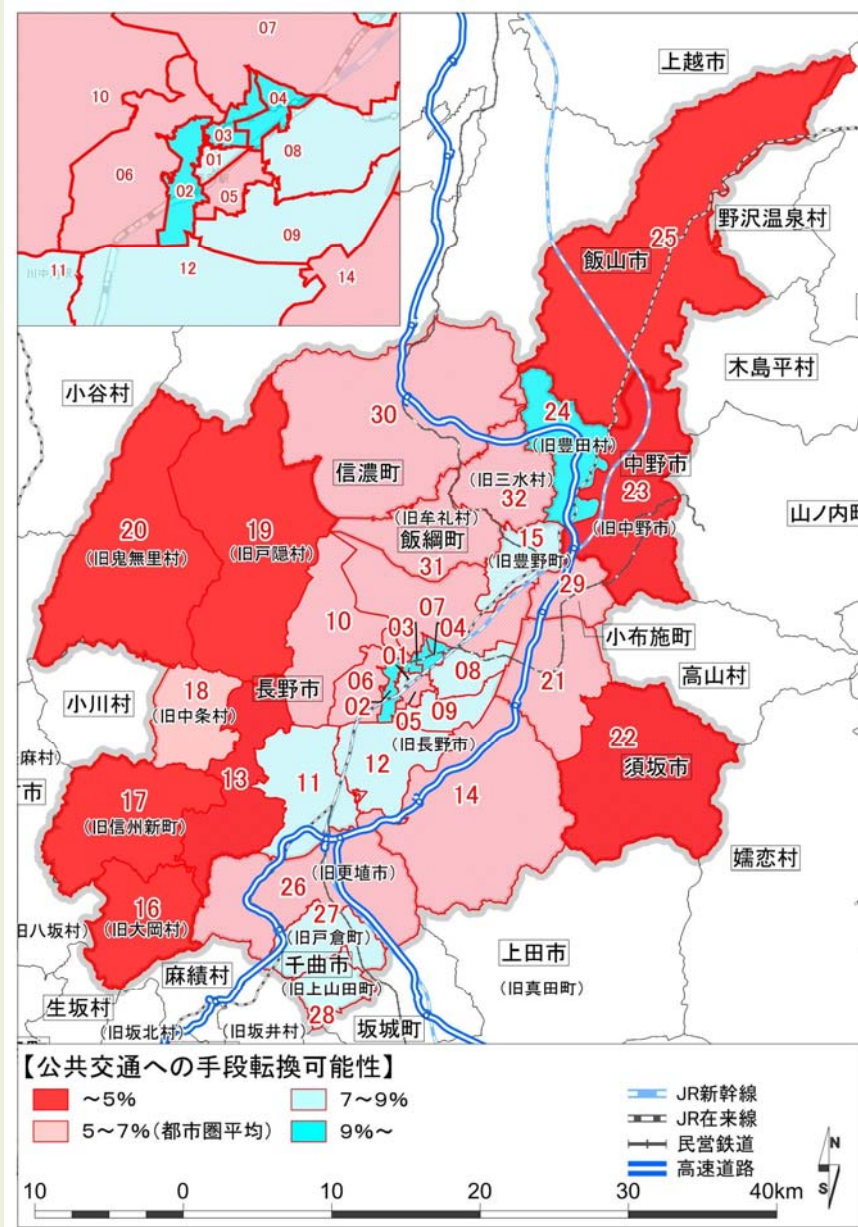 07
10
04
03
08
01
06
02
05
09
11
12
14
上越市
野沢温泉村
25
飯山市
木島平村
小谷村
30
24
(旧豊田村)
信濃町
中野市
(旧三水村)
32
23
山ノ内町
20
19
(旧牟礼村)
15
(旧中野市)
(旧鬼無里村)
(旧戸隠村)
飯綱町
(旧豊野町)
31
29
07
10
03
04
小布施町
01
高山村
18
06
08
21
小川村
長野市
(旧中条村)
02
05
09
(旧長野市)
22
13
11
12
須坂市
17
14
(旧信州新町)
嬬恋村
(旧更埴市)
16
26
27
(旧大岡村)
(旧八坂村)
(旧戸倉町)
上田市
千曲市
麻績村
(旧上山田町)
(旧真田町)
生坂村
28
(旧坂北村)
(旧坂井村)
坂城町
【公共交通への手段転換可能性】
~5%
7~9%
5~7%(都市圏平均)
9%~
JR新幹線
JR在来線
民営鉄道
高速道路
N
S
10
0
10
20
30
40km